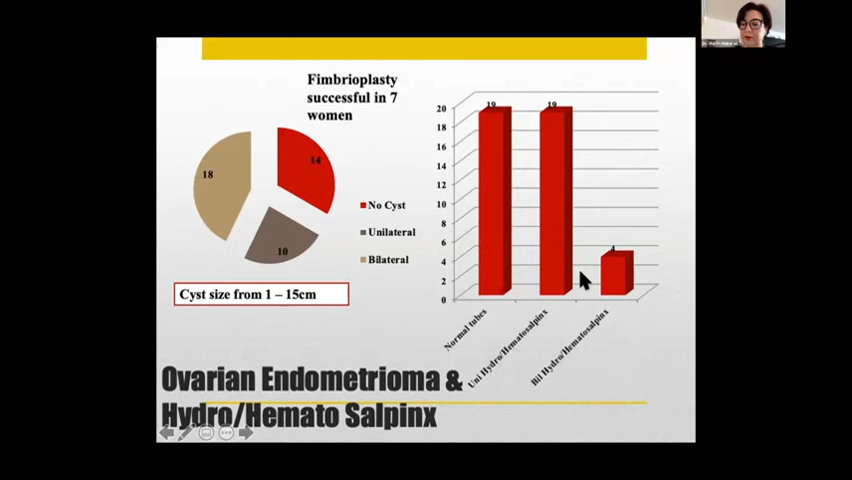 Fimbrioplasty
successful in 7
women
14
18
10
No Cyst
Unilateral
Bilateral
Cyst size from 1 – 15cm
20
18
16
14
12
10
8
6
4
2
0
19
19
4
Normal tubes
Uni Hydro/Hematosalpinx
Bil Hydro/Hematosalpinx
Ovarian Endometrioma &
Hydro/Hemato Salpinx